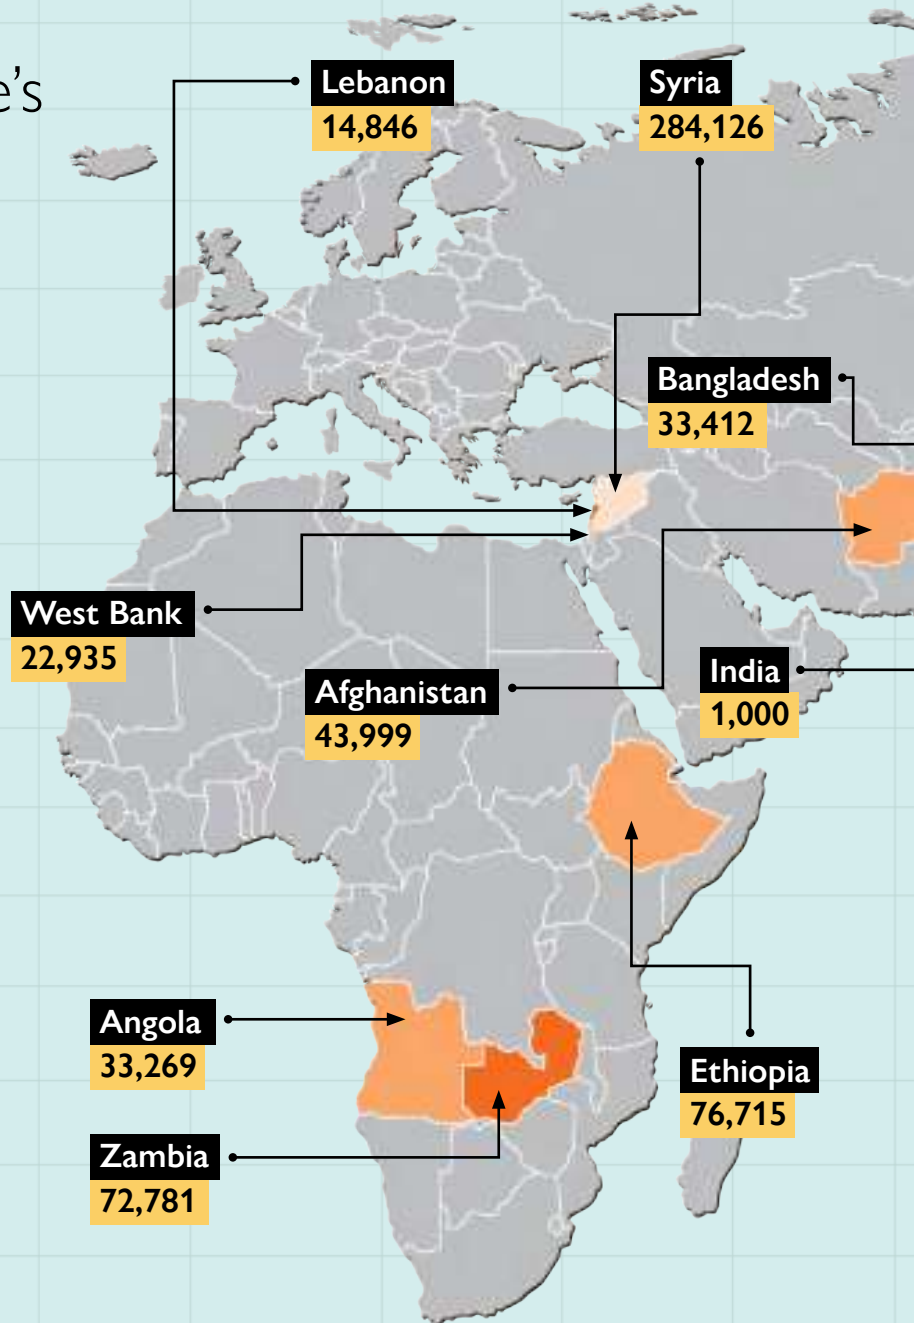 e's
Lebanon
14,846
Syria
284,126
Bangladesh
33,412
West Bank
22,935
Afghanistan
43,999
India
1,000
Angola
33,269
Ethiopia
76,715
Zambia
72,781